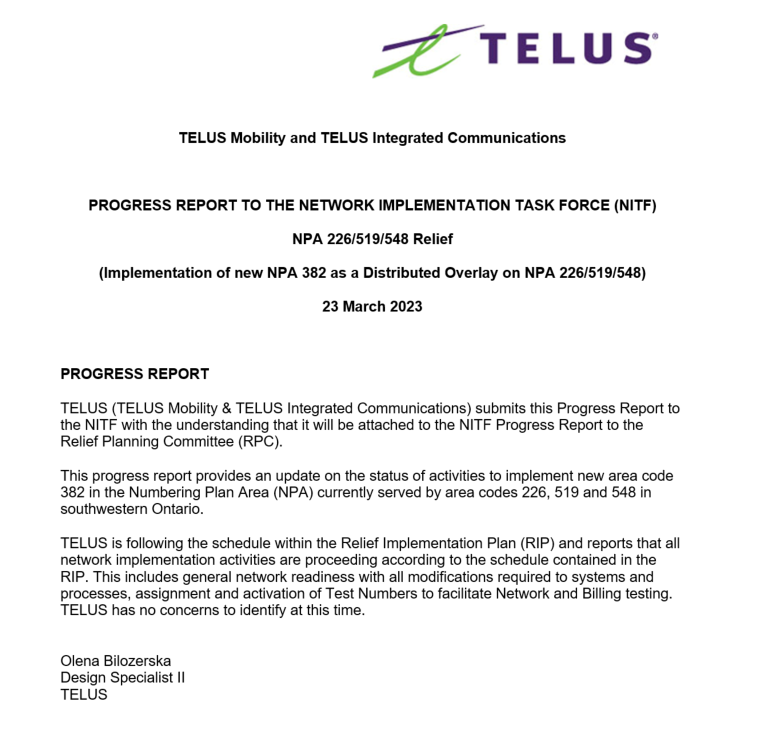 TELUS®
TELUS Mobility and TELUS Integrated Communications
PROGRESS REPORT TO THE NETWORK IMPLEMENTATION TASK FORCE (NITF)
NPA 226/519/548 Relief
(Implementation of new NPA 382 as a Distributed Overlay on NPA 226/519/548)
23 March 2023
PROGRESS REPORT
TELUS (TELUS Mobility & TELUS Integrated Communications) submits this Progress Report to
the NITF with the understanding that it will be attached to the NITF Progress Report to the
Relief Planning Committee (RPC).
This progress report provides an update on the status of activities to implement new area code
382 in the Numbering Plan Area (NPA) currently served by area codes 226, 519 and 548 in
southwestern Ontario.
TELUS is following the schedule within the Relief Implementation Plan (RIP) and reports that all
network implementation activities are proceeding according to the schedule contained in the
RIP. This includes general network readiness with all modifications required to systems and
processes, assignment and activation of Test Numbers to facilitate Network and Billing testing.
TELUS has no concerns to identify at this time.
Olena Bilozerska
Design Specialist II
TELUS